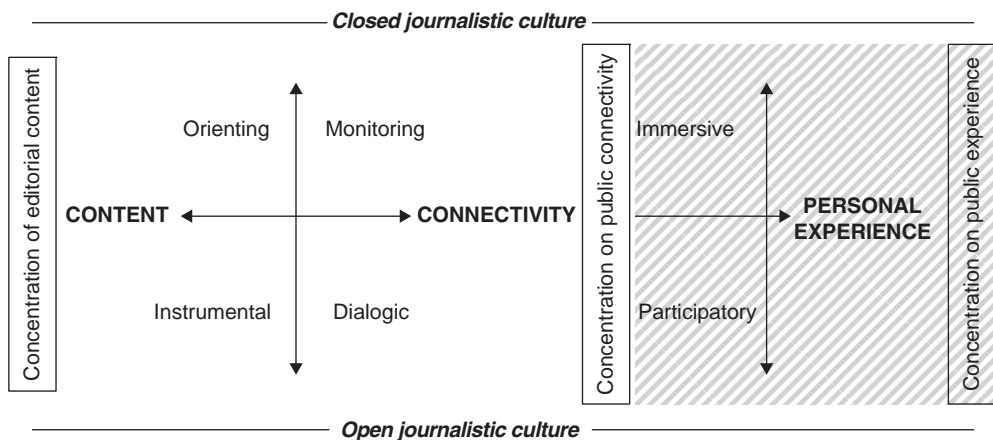 Closed journalistic culture
Concentration of editorial content
Orienting
Monitoring
CONTENT
CONNECTIVITY
Instrumental
Dialogic
Concentration on public connectivity
Immersive
PERSONAL
EXPERIENCE
Participatory
Concentration on public experience
Open journalistic culture